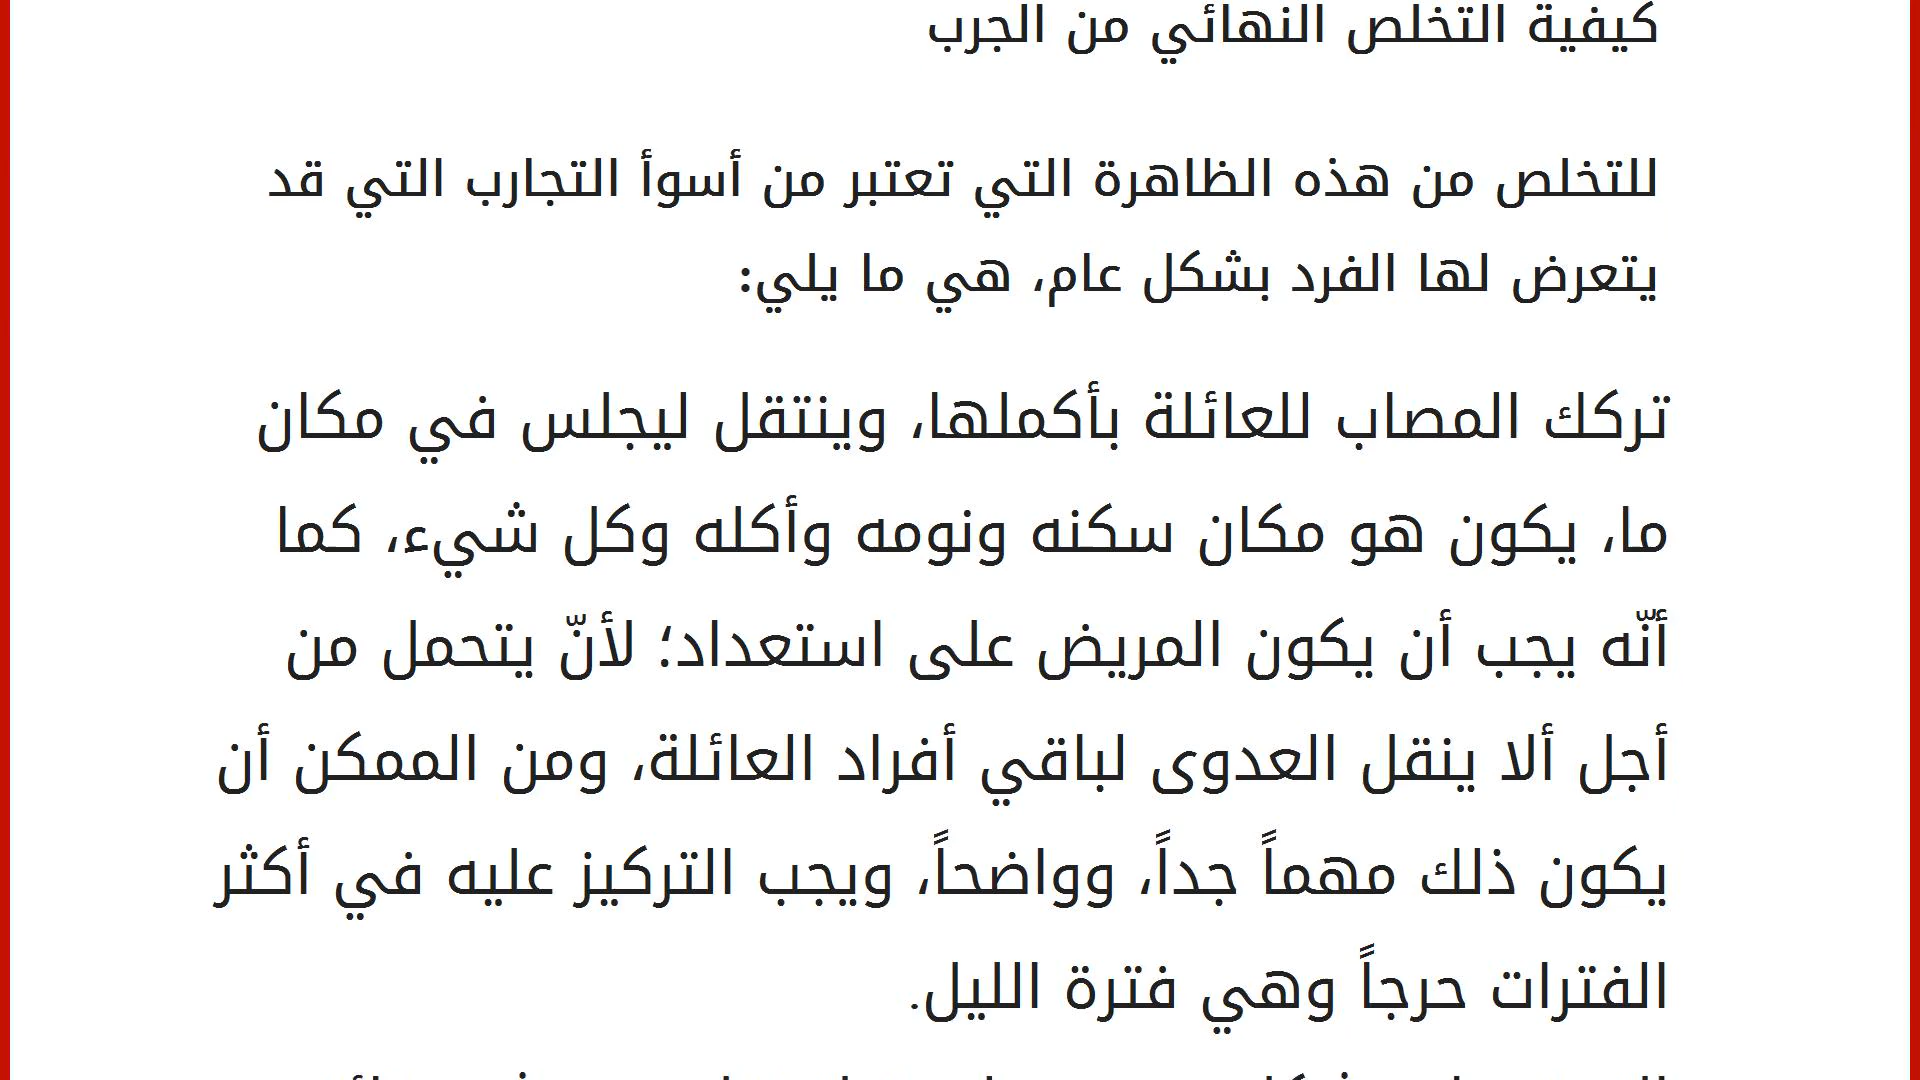 كيفية التخلص النهائي من الجرب
للتخلص من هذه الظاهرة التي تعتبر من أسوأ التجارب التي قد
يتعرض لها الفرد بشكل عام، هي ما يلي:
تركك المصاب للعائلة بأكملها، وينتقل ليجلس في مكان
ما، يكون هو مكان سكنه ونومه وأكله وكل شيء، كما
أنّه يجب أن يكون المريض على استعداد؛ لأنّ يتحمل من
أجل ألا ينقل العدوى لباقي أفراد العائلة، ومن الممكن أن
يكون ذلك مهماً جداً، وواضحاً، ويجب التركيز عليه في أكثر
الفترات حرجاً وهي فترة الليل.